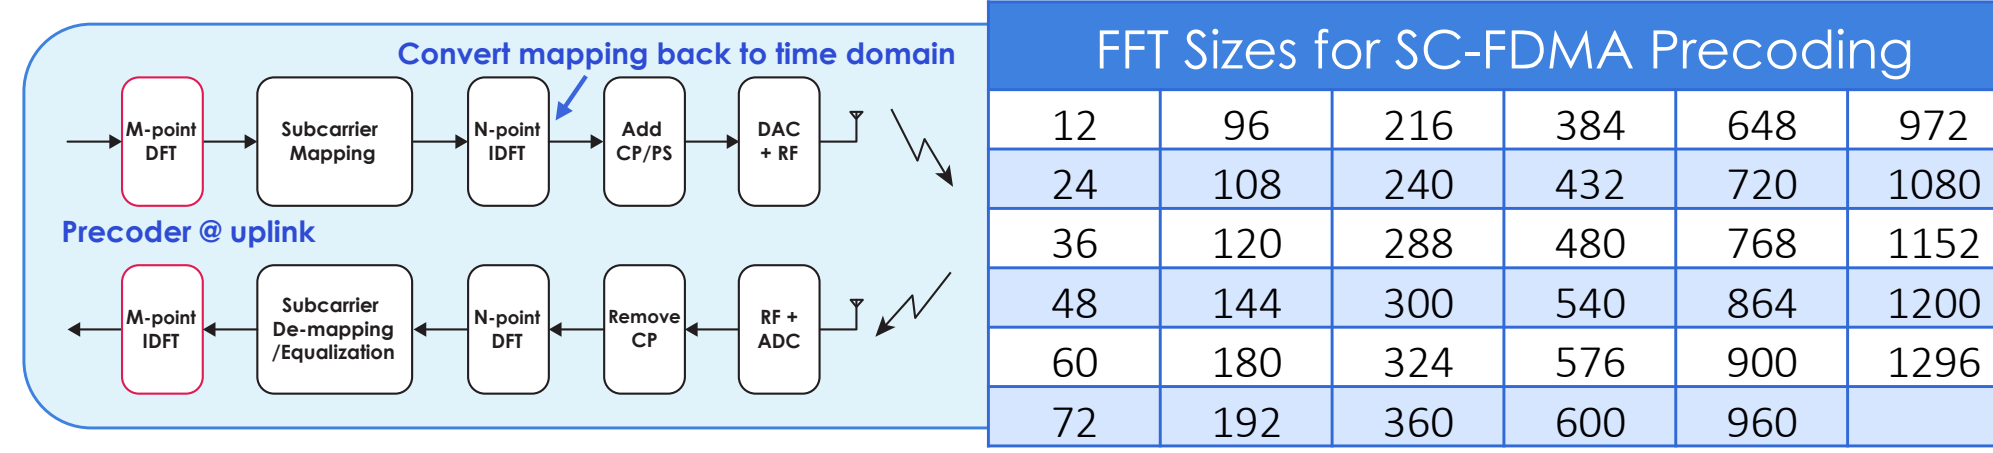 Convert mapping back to time domain
M-point
DFT
Subcarrier
Mapping
N-point
IDFT
Add
CP/PS
DAC
+ RF
Precoder @ uplink
M-point
IDFT
Subcarrier
De-mapping
/Equalization
N-point
DFT
Remove
CP
RF +
ADC
FFT Sizes for SC-FDMA Precoding
12 96 216 384 648 972
24 108 240 432 720 1080
36 120 288 480 768 1152
48 144 300 540 864 1200
60 180 324 576 900 1296
72 192 360 600 960